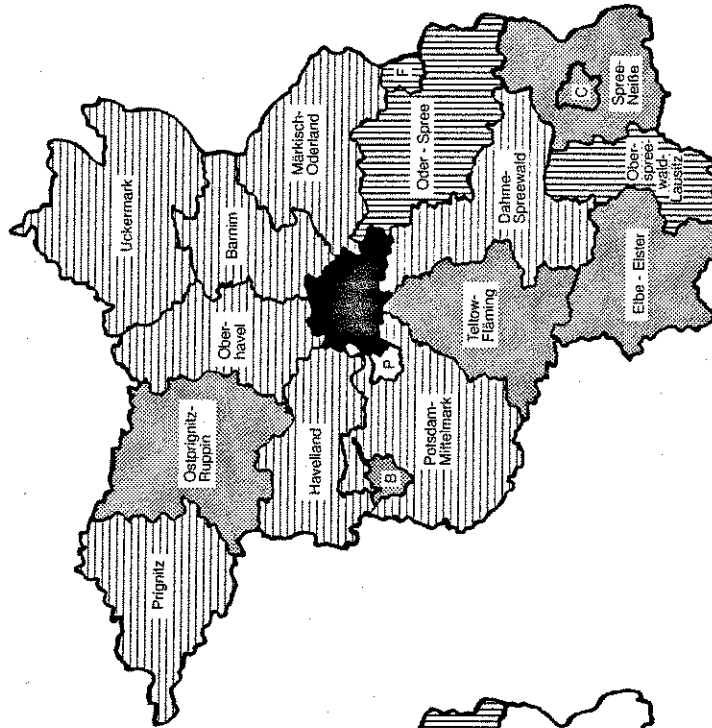 Uckermark
Prignitz
Ostprignitz-
Ruppin
Ober-
havel
Barnim
Märkisch-
Oderland
Havelland
B
P
Potsdam-
Mittelmark
Teltow-
Fläming
Dahme-
Spreewald
Oder - Spree
F
Elbe - Elster
Ober-
spree-
wald-
Lausitz
C
Spree-
Neiße